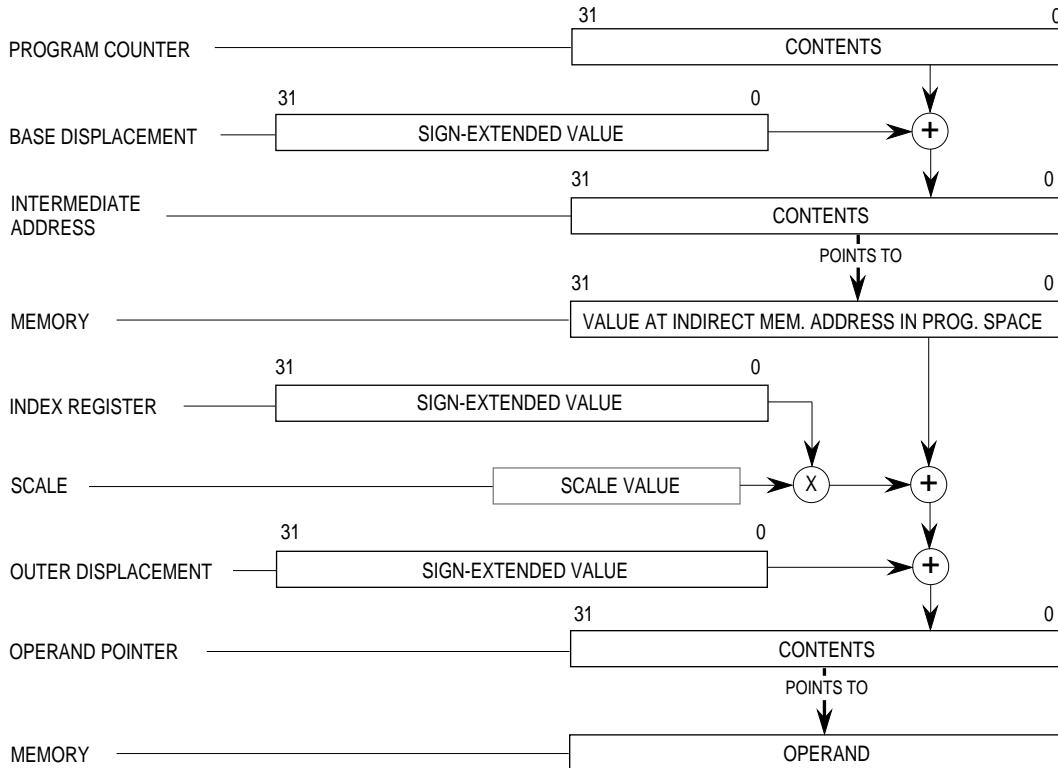 31 0
PROGRAM COUNTER CONTENTS
31 0
BASE DISPLACEMENT SIGN-EXTENDED VALUE +
31 0
INTERMEDIATE
ADDRESS CONTENTS
POINTS TO
31 0
MEMORY VALUE AT INDIRECT MEM. ADDRESS IN PROG. SPACE
31 0
INDEX REGISTER SIGN-EXTENDED VALUE
SCALE SCALE VALUE X +
31 0
OUTER DISPLACEMENT SIGN-EXTENDED VALUE +
31 0
OPERAND POINTER CONTENTS
POINTS TO
MEMORY OPERAND